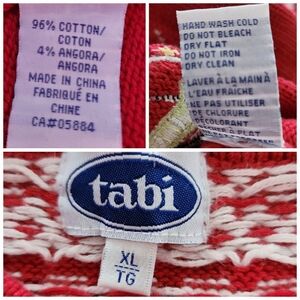 96% COTTON/
COTON
4% ANGORA/
ANGORA
MADE IN CHINA
FABRIQUÉ EN
CHINE
CA#05884
HAND WASH COLD
DO NOT BLEACH
DRY FLAT
DO NOT IRON
DRY CLEAN
LAVER À LA MAIN
À L'EAU FROIDE
NE PAS UTILISER
DE CHLORURE
DÉCOLORANT
SÉCHER À PLAT
tabi
XL
TG